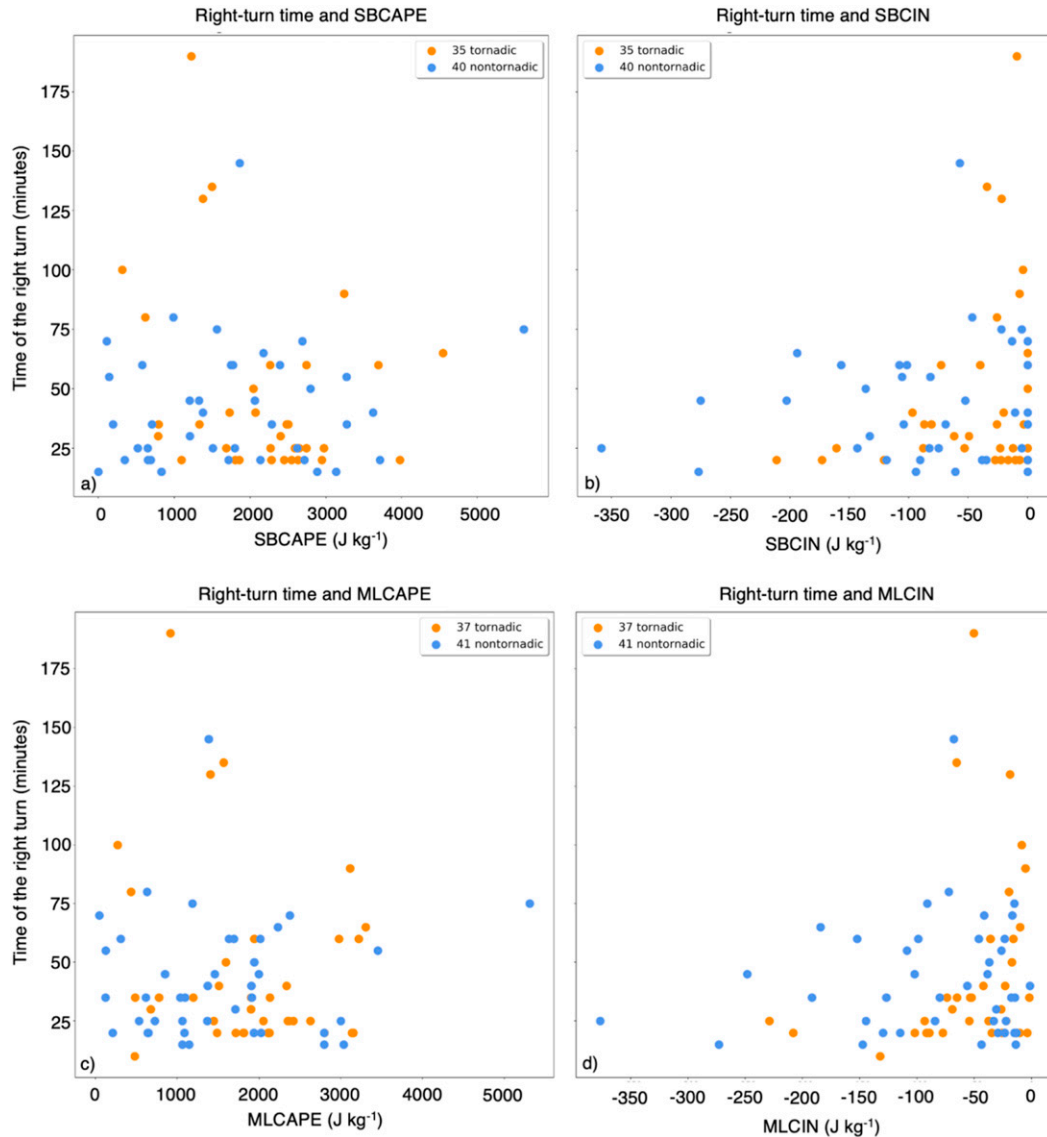 Right-turn time and SBCAPE
Right-turn time and SBCIN
35 tornadic
40 nontornadic
35 tornadic
40 nontornadic
Time of the right turn (minutes)
175
150
125
100
75
50
25
a)
b)
0 1000 2000 3000 4000 5000
-350 -300 -250 -200 -150 -100 -50 0
SBCAPE (J kg⁻¹)
SBCIN (J kg⁻¹)
Right-turn time and MLCAPE
Right-turn time and MLCIN
37 tornadic
41 nontornadic
37 tornadic
41 nontornadic
Time of the right turn (minutes)
175
150
125
100
75
50
25
c)
d)
0 1000 2000 3000 4000 5000
-350 -300 -250 -200 -150 -100 -50 0
MLCAPE (J kg⁻¹)
MLCIN (J kg⁻¹)